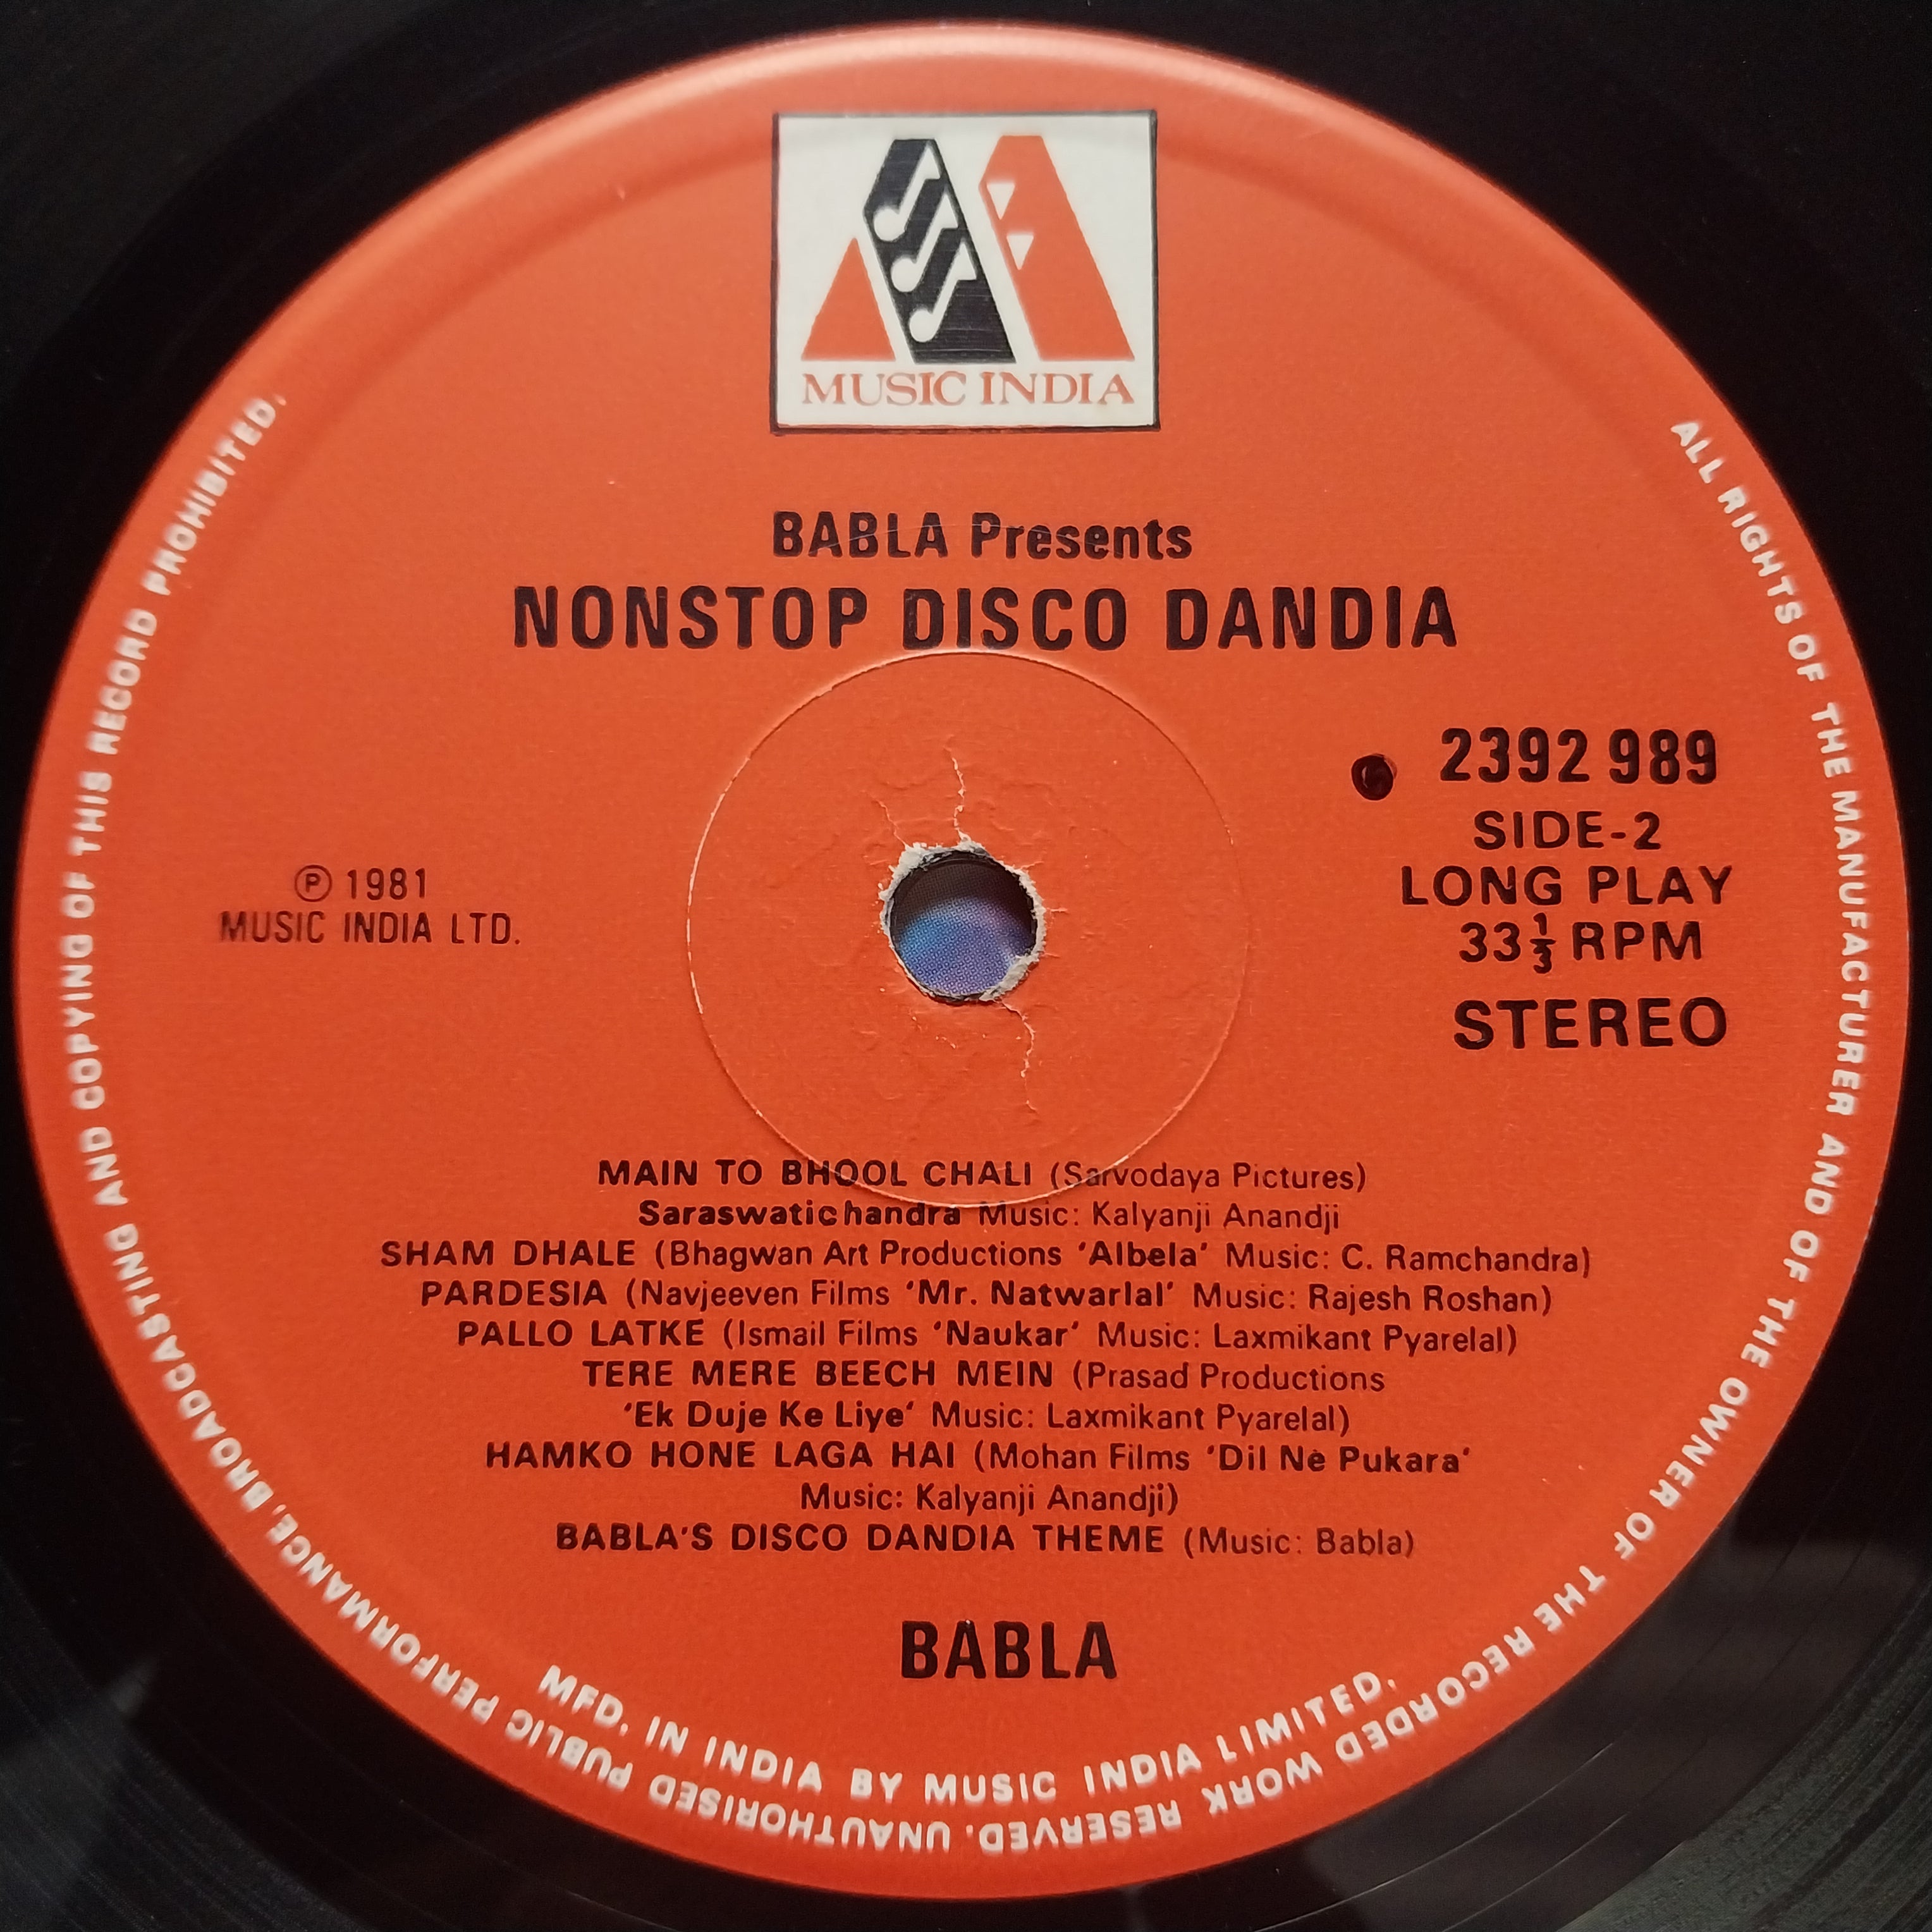 MUSIC INDIA
BABLA Presents
NONSTOP DISCO DANDIA
2392 989
SIDE-2
LONG PLAY
33⅓ RPM
STEREO
℗ 1981
MUSIC INDIA LTD.
MAIN TO BHOOL CHALI (Sarvodaya Pictures)
Saraswatichandra Music: Kalyanji Anandji
SHAM DHALE (Bhagwan Art Productions 'Albela' Music: C. Ramchandra)
PARDESIA (Navjeeven Films 'Mr. Natwarlal' Music: Rajesh Roshan)
PALLO LATKE (Ismail Films 'Naukar' Music: Laxmikant Pyarelal)
TERE MERE BEECH MEIN (Prasad Productions
'Ek Duje Ke Liye' Music: Laxmikant Pyarelal)
HAMKO HONE LAGA HAI (Mohan Films 'Dil Ne Pukara'
Music: Kalyanji Anandji)
BABLA'S DISCO DANDIA THEME (Music: Babla)
BABLA
MFD. IN INDIA BY MUSIC INDIA LIMITED.
ALL RIGHTS OF THE MANUFACTURER AND OF THE OWNER OF THE RECORDED WORK RESERVED. UNAUTHORISED PUBLIC PERFORMANCE, BROADCASTING AND COPYING OF THIS RECORD PROHIBITED.